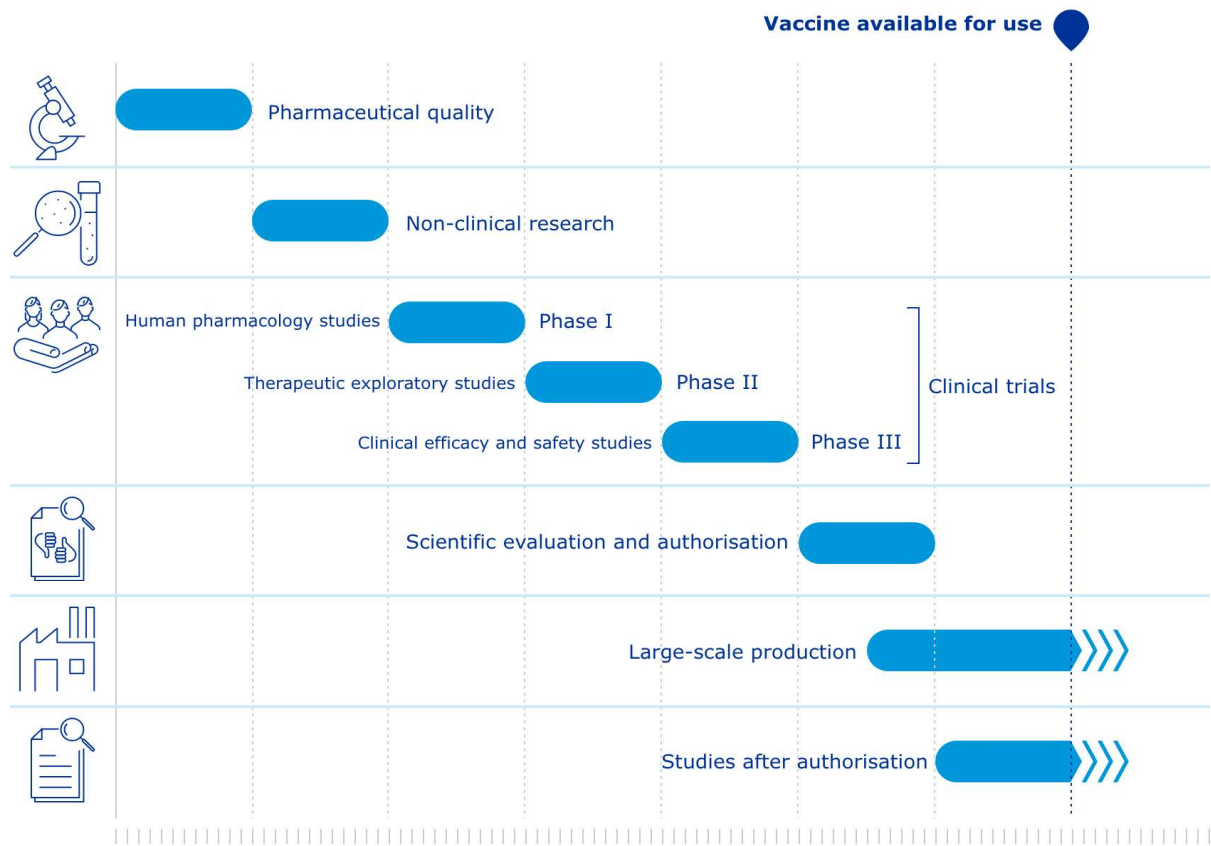 Vaccine available for use
Pharmaceutical quality
Non-clinical research
Human pharmacology studies
Phase I
Therapeutic exploratory studies
Phase II
Clinical trials
Clinical efficacy and safety studies
Phase III
Scientific evaluation and authorisation
Large-scale production
Studies after authorisation